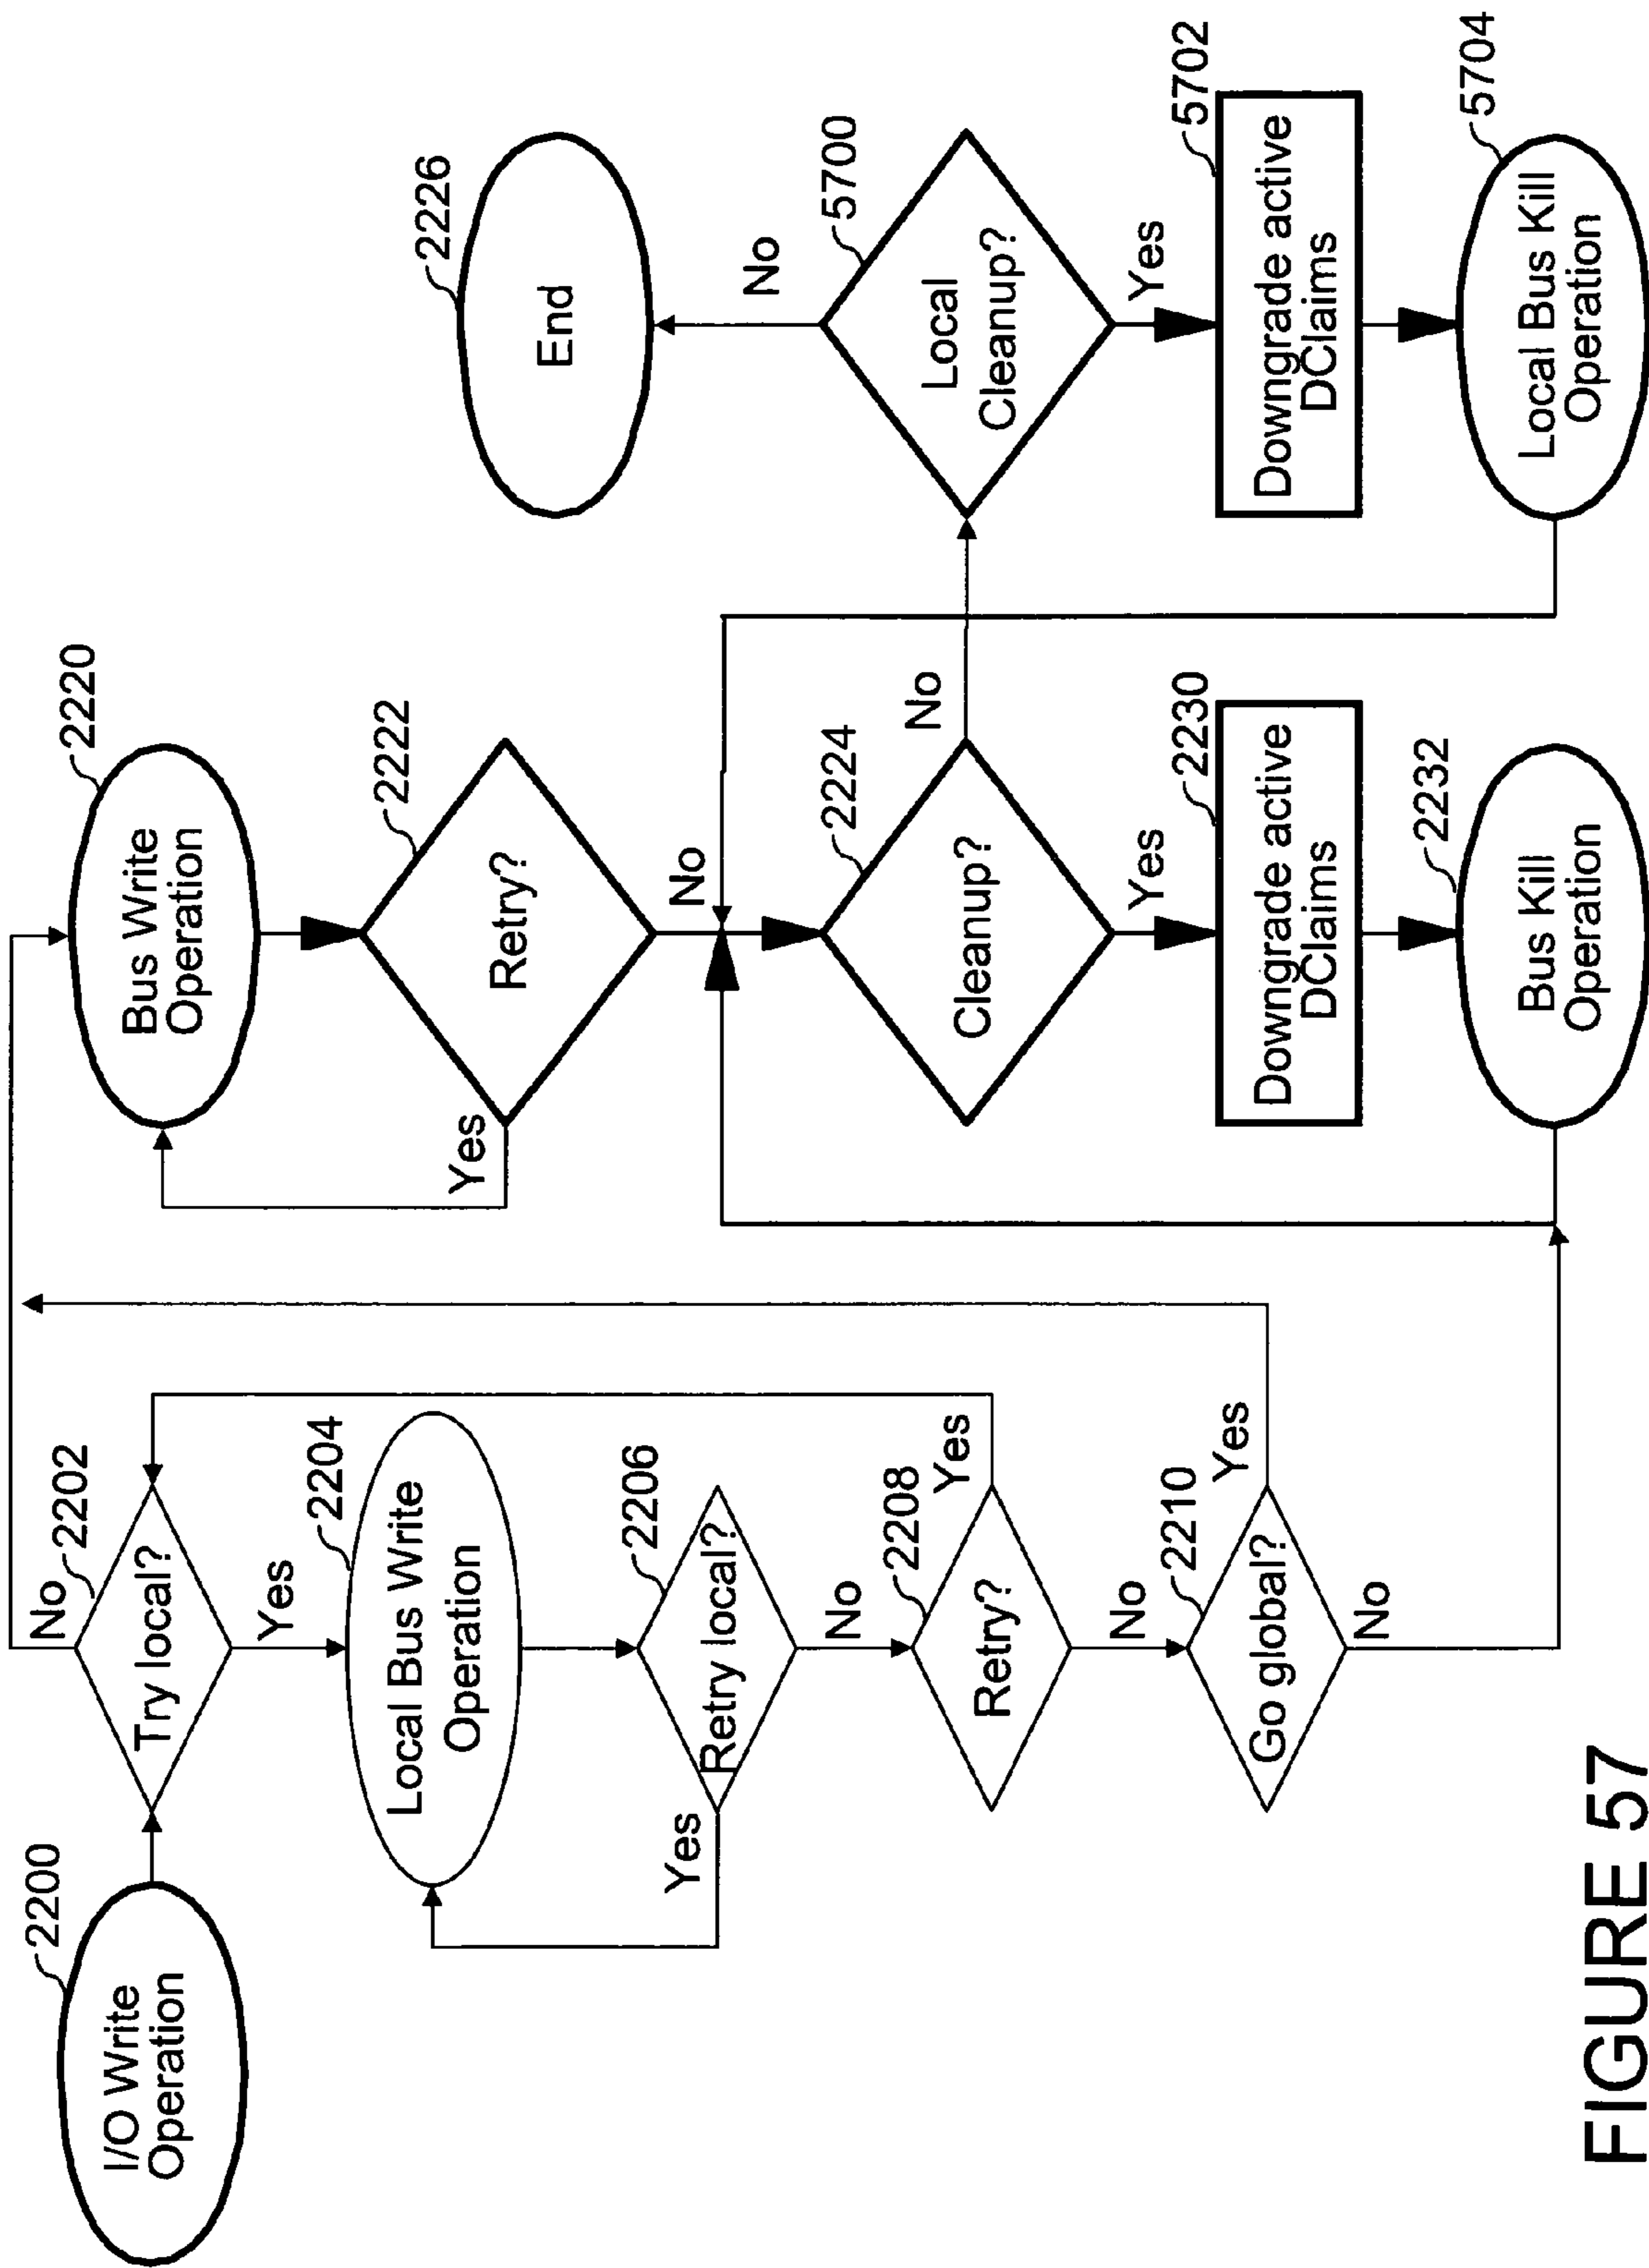 2200
I/O Write
Operation
No
2202
Try local?
Yes
2204
Local Bus Write
Operation
2206
Retry local?
Yes
No
2208
Retry?
Yes
No
2210
Go global?
Yes
No
2220
Bus Write
Operation
2222
Retry?
Yes
No
2224
Cleanup?
No
Yes
2230
Downgrade active
DClaims
2232
Bus Kill
Operation
2226
End
No
5700
Local
Cleanup?
Yes
5702
Downgrade active
DClaims
5704
Local Bus Kill
Operation
FIGURE 57